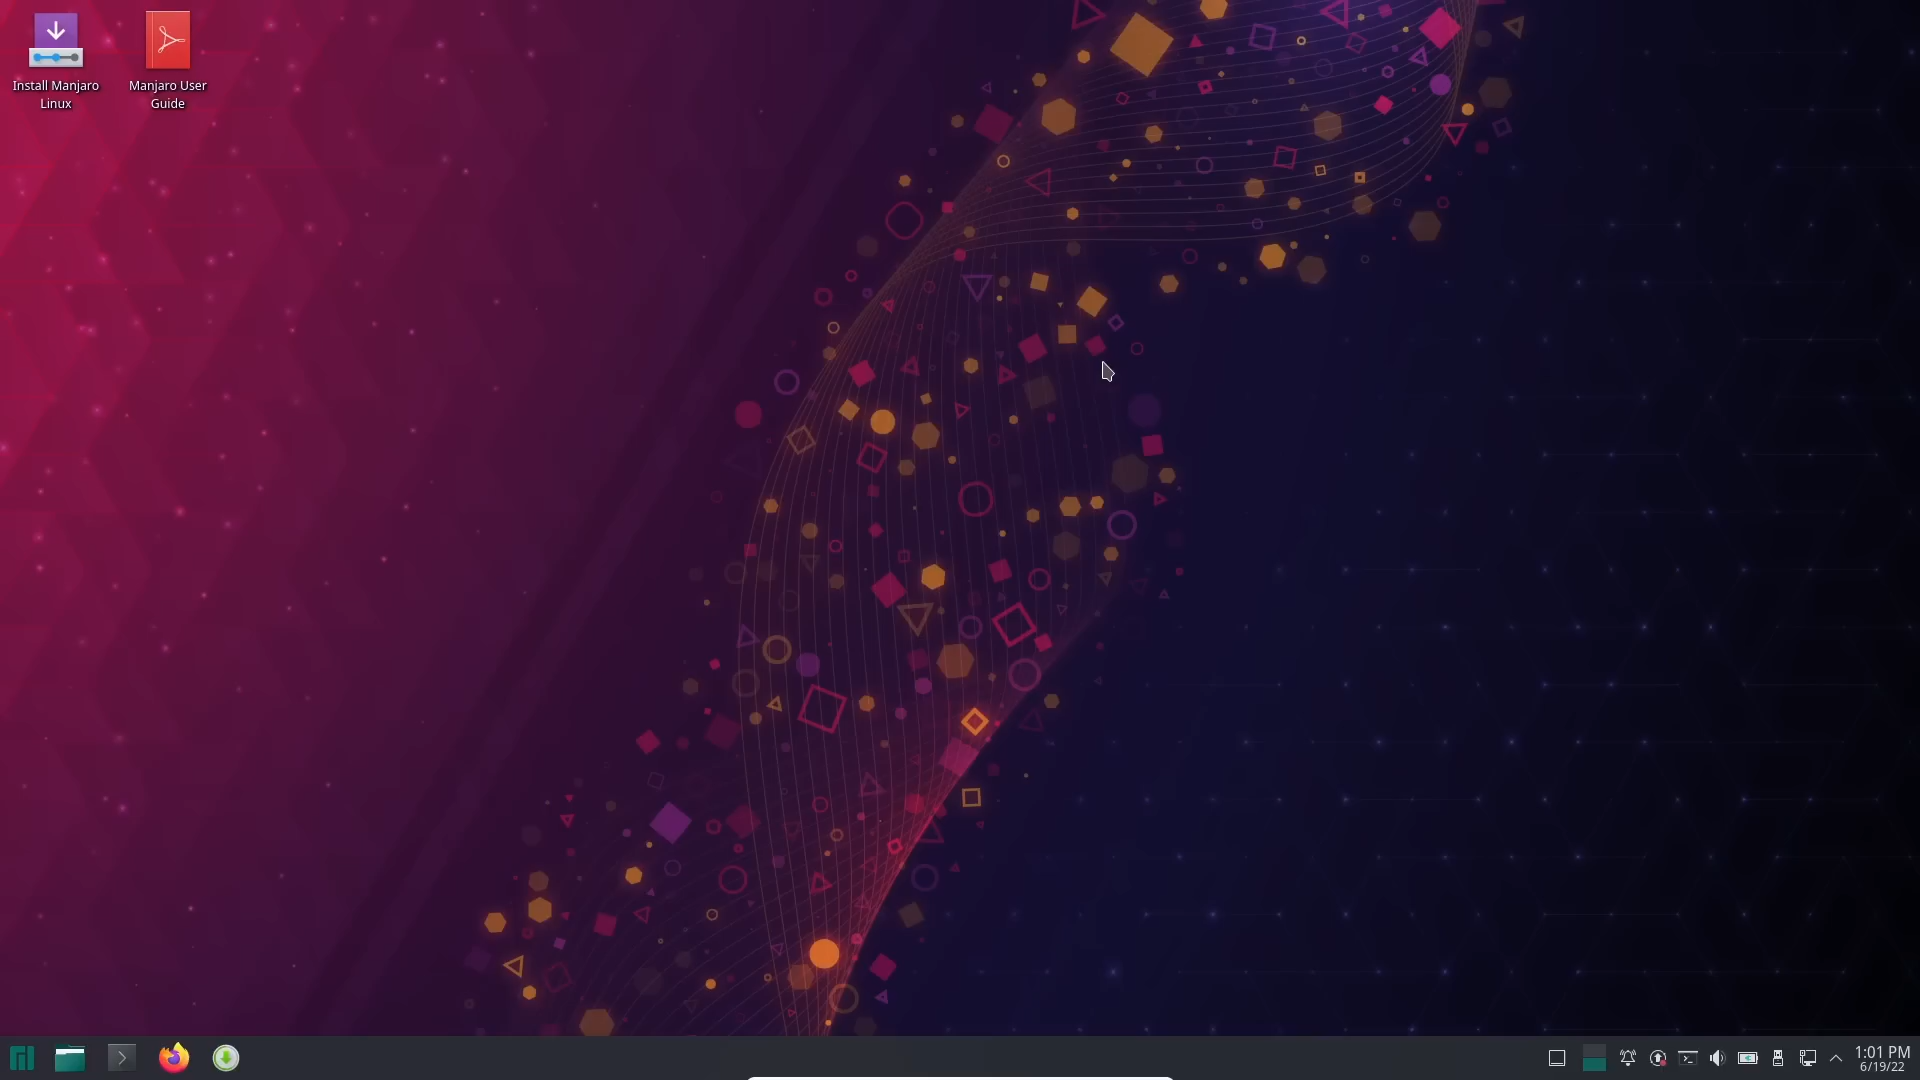 Install Manjaro
Linux
Manjaro User
Guide
1:01 PM
6/19/22